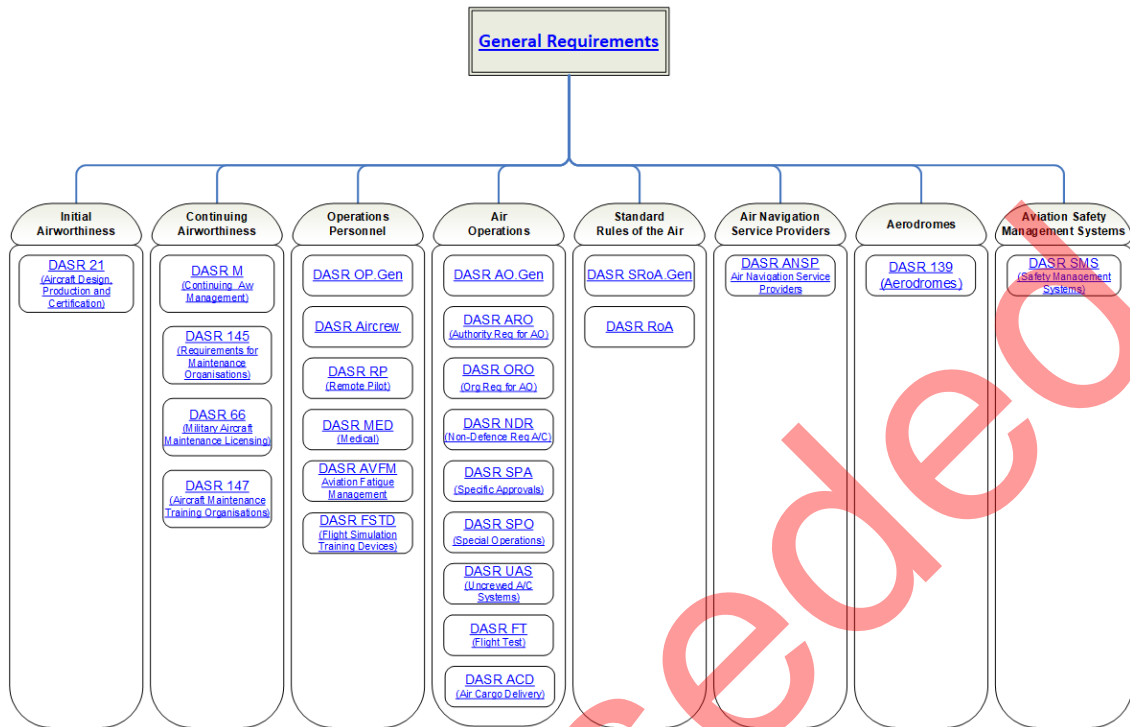 General Requirements
Initial
Airworthiness
DASR 21
(Aircraft Design,
Production and
Certification)
Continuing
Airworthiness
DASR M
(Continuing Aw
Management)
DASR 145
(Requirements for
Maintenance
Organisations)
DASR 66
(Military Aircraft
Maintenance Licensing)
DASR 147
(Aircraft Maintenance
Training Organisations)
Operations
Personnel
DASR OP.Gen
DASR Aircrew
DASR RP
(Remote Pilot)
DASR MED
(Medical)
DASR AVFM
Aviation Fatigue
Management
DASR FSTD
(Flight Simulation
Training Devices)
Air
Operations
DASR AO.Gen
DASR ARO
(Authority Req for AO)
DASR ORO
(Org Req for AO)
DASR NDR
(Non-Defence Reg A/C)
DASR SPA
(Specific Approvals)
DASR SPO
(Special Operations)
DASR UAS
(Uncrewed A/C
Systems)
DASR FT
(Flight Test)
DASR ACD
(Air Cargo Delivery)
Standard
Rules of the Air
DASR SRoA.Gen
DASR RoA
Air Navigation
Service Providers
DASR ANSP
Air Navigation Service
Providers
Aerodromes
DASR 139
(Aerodromes)
Aviation Safety
Management Systems
DASR SMS
(Safety Management
Systems)
ceded